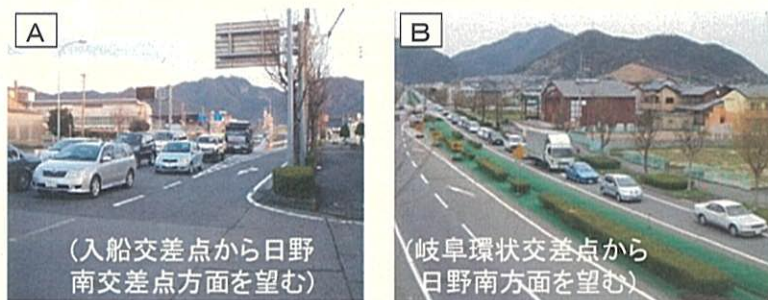 A
(入船交差点から日野
南交差点方面を望む)
B
(岐阜環状交差点から
日野南方面を望む)